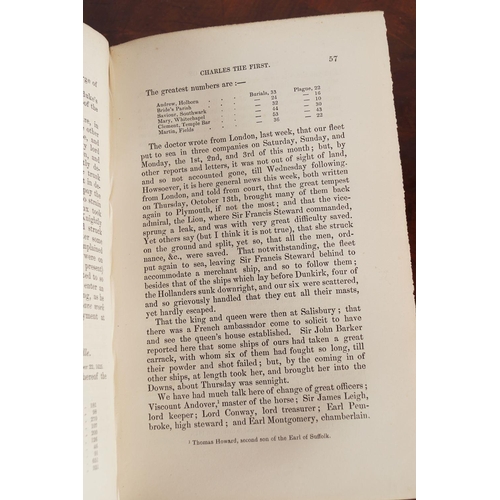 CHARLES THE FIRST. 57
The greatest numbers are :—
Burials, 33 Plague, 22
Andrew, Holborn
Bride's Parish
Saviour, Southwark
Mary, Whitechapel
Clement, Temple Bar
Martin, Fields
The doctor wrote from London, last week, that our fleet
put to sea in three companies on Saturday, Sunday, and
Monday, the 1st, 2nd, and 3rd of this month; but, by
other reports and letters, it was not out of sight of land,
and so not accounted gone, till Wednesday following.
Howsoever, it is here general news this week, both written
from London, and told from court, that the great tempest
on Thursday, October 13th, brought many of them back
again to Plymouth, if not the most; and that the vice-
admiral, the Lion, where Sir Francis Steward commanded,
sprung a leak, and was with very great difficulty saved.
Yet others say (but I think it is not true), that she struck
on the ground and split, yet so, that all the men, ord-
nance, &c., were saved. That notwithstanding, the fleet
put again to sea, leaving Sir Francis Steward behind to
accommodate a merchant ship, and so to follow them;
besides that of the ships which lay before Dunkirk, four of
the Hollanders sunk downright, and our six were scattered,
and so grievously handled that they cut all their masts,
yet hardly escaped.
That the king and queen were then at Salisbury; that
there was a French ambassador come to solicit to have
and see the queen's house established. Sir John Barker
reported here that some ships of ours had taken a great
carrack, with whom six of them had fought so long, till
their powder and shot failed; but, by the coming in of
other ships, at length took her, and brought her into the
Downs, about Thursday was sennight.
We have had much talk here of change of great officers;
Viscount Andover,¹ master of the horse; Sir James Leigh,
lord keeper; Lord Conway, lord treasurer; Earl Pem-
broke, high steward; and Earl Montgomery, chamberlain.
¹ Thomas Howard, second son of the Earl of Suffolk.